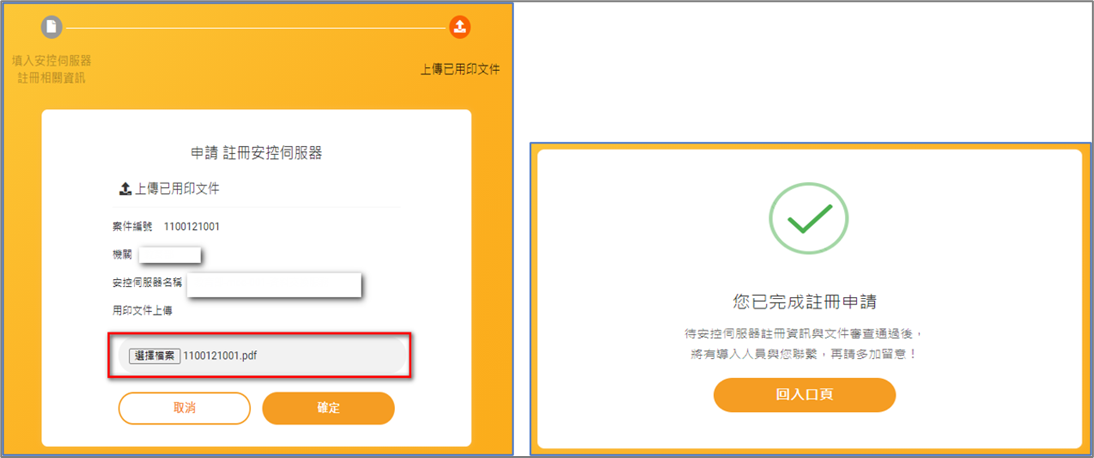 填入安控伺服器
註冊相關資訊
上傳已用印文件
申請 註冊安控伺服器
上傳已用印文件
案件編號 1100121001
機關
安控伺服器名稱
用印文件上傳
選擇檔案 1100121001.pdf
取消 確定
您已完成註冊申請
待安控伺服器註冊資訊與文件審查通過後，
將有導入人員與您聯繫，再請多加留意！
回入口頁